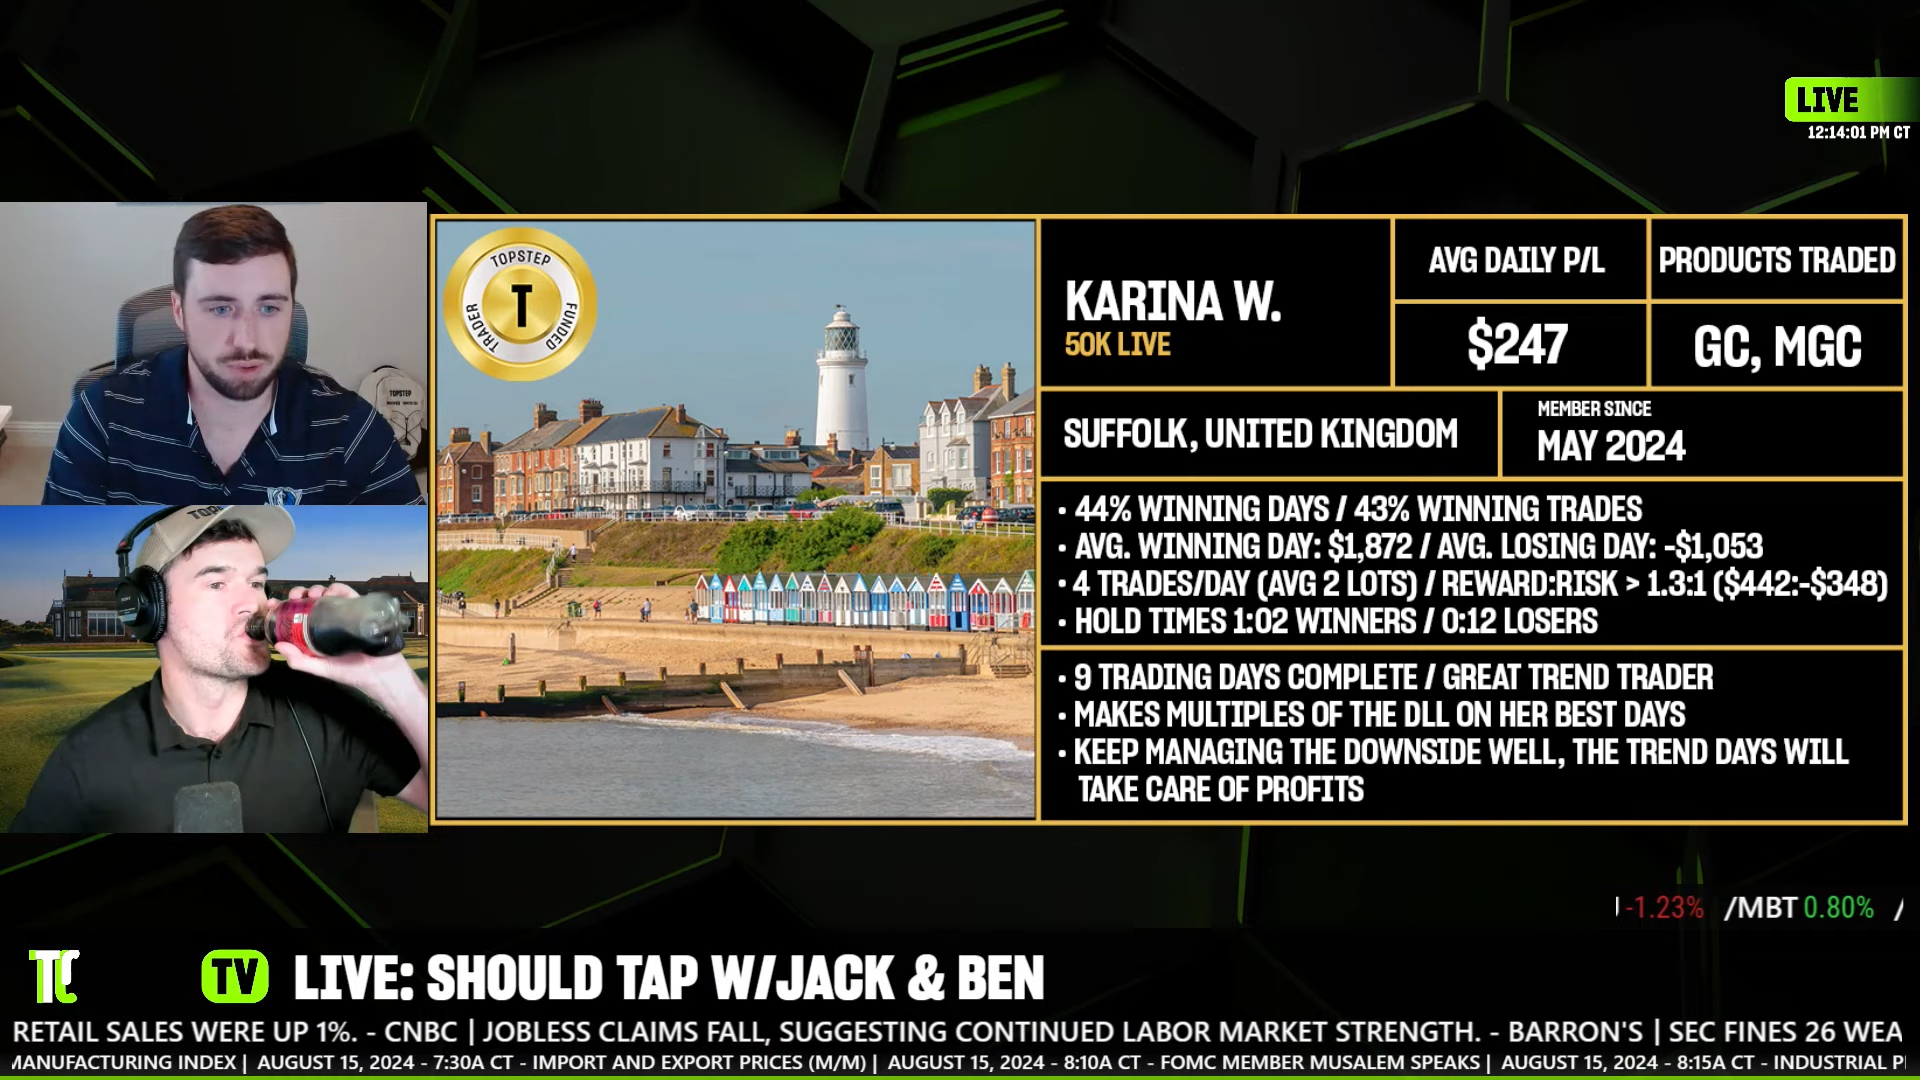 LIVE
12:14:01 PM CT
TOPSTEP
FUNDED
TRADER
T
KARINA W.
50K LIVE
AVG DAILY P/L
$247
PRODUCTS TRADED
GC, MGC
SUFFOLK, UNITED KINGDOM
MEMBER SINCE
MAY 2024
• 44% WINNING DAYS / 43% WINNING TRADES
• AVG. WINNING DAY: $1,872 / AVG. LOSING DAY: -$1,053
• 4 TRADES/DAY (AVG 2 LOTS) / REWARD:RISK > 1.3:1 ($442:-$348)
• HOLD TIMES 1:02 WINNERS / 0:12 LOSERS
• 9 TRADING DAYS COMPLETE / GREAT TREND TRADER
• MAKES MULTIPLES OF THE DLL ON HER BEST DAYS
• KEEP MANAGING THE DOWNSIDE WELL, THE TREND DAYS WILL
TAKE CARE OF PROFITS
TOPSTEP
-1.23% /MBT 0.80% /
TV LIVE: SHOULD TAP W/JACK & BEN
RETAIL SALES WERE UP 1%. - CNBC | JOBLESS CLAIMS FALL, SUGGESTING CONTINUED LABOR MARKET STRENGTH. - BARRON'S | SEC FINES 26 WEA
MANUFACTURING INDEX | AUGUST 15, 2024 - 7:30A CT - IMPORT AND EXPORT PRICES (M/M) | AUGUST 15, 2024 - 8:10A CT - FOMC MEMBER MUSALEM SPEAKS | AUGUST 15, 2024 - 8:15A CT - INDUSTRIAL P